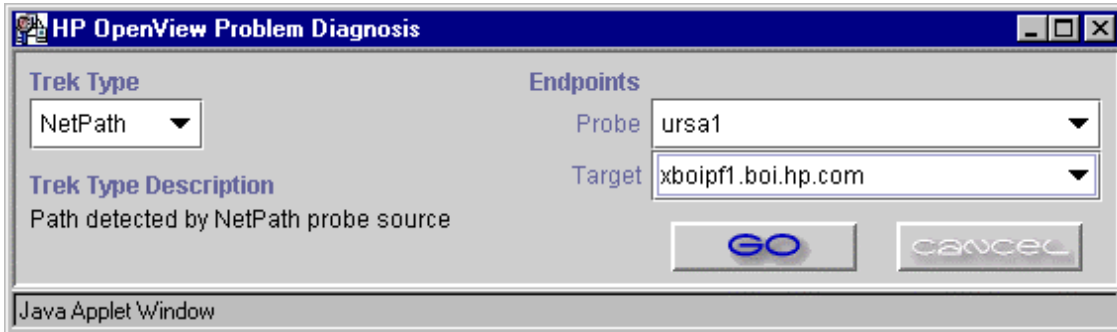 HP OpenView Problem Diagnosis
Trek Type
NetPath
Trek Type Description
Path detected by NetPath probe source
Endpoints
Probe ursa1
Target xboipf1.boi.hp.com
GO
CANCEL
Java Applet Window